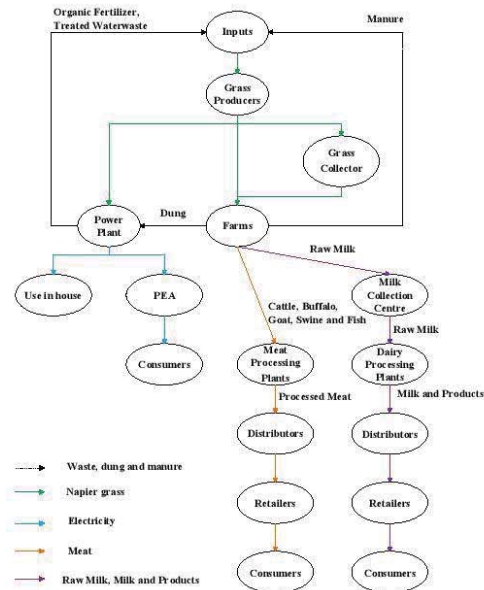 Organic Fertilizer,
Treated Waterwaste
Manure
Inputs
Grass
Producers
Grass
Collector
Dung
Power
Plant
Farms
Raw Milk
Use in house
PEA
Milk
Collection
Centre
Cattle, Buffalo,
Goat, Swine and Fish
Raw Milk
Consumers
Meat
Processing
Plants
Dairy
Processing
Plants
Processed Meat
Milk and Products
Distributors
Distributors
Waste, dung and manure
Napier grass
Retailers
Retailers
Electricity
Meat
Consumers
Consumers
Raw Milk, Milk and Products